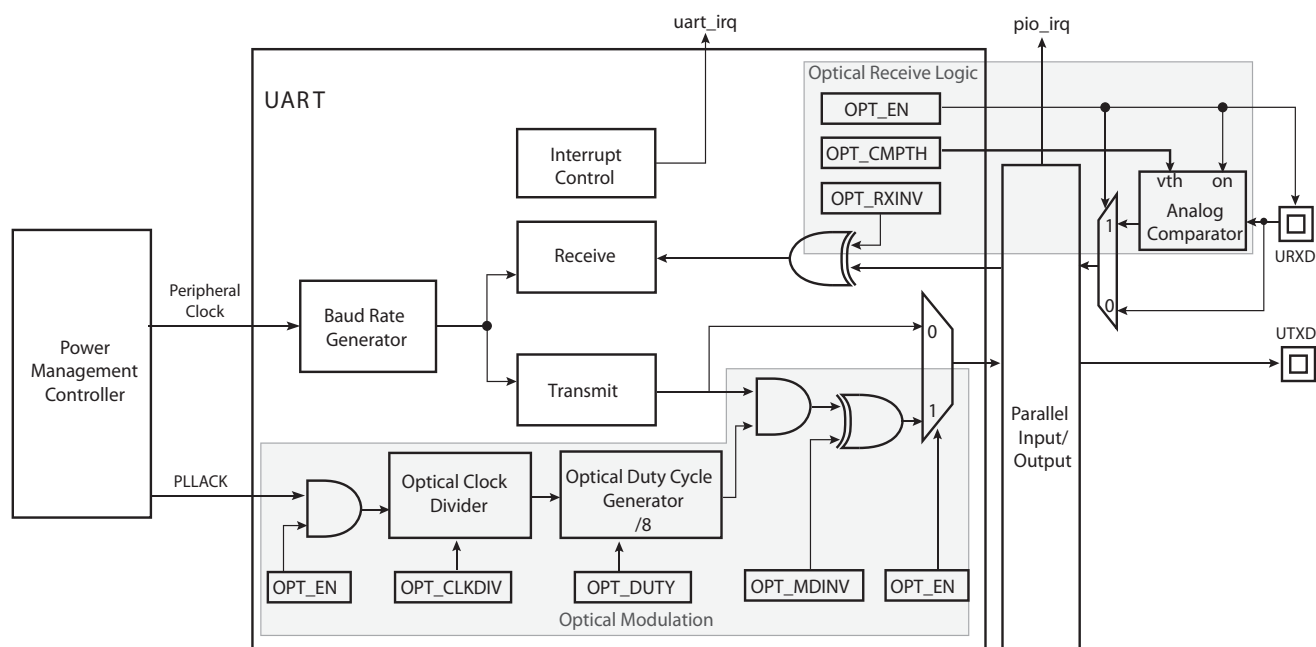 uart_irq
pio_irq
Optical Receive Logic
UART
OPT_EN
OPT_CMPTH
OPT_RXINV
Interrupt
Control
vth
on
Analog
Comparator
1
0
URXD
Receive
Peripheral
Clock
Baud Rate
Generator
Power
Management
Controller
Transmit
0
1
UTXD
Parallel
Input/
Output
PLLACK
Optical Clock
Divider
Optical Duty Cycle
Generator
/8
OPT_EN
OPT_CLKDIV
OPT_DUTY
OPT_MDINV
OPT_EN
Optical Modulation